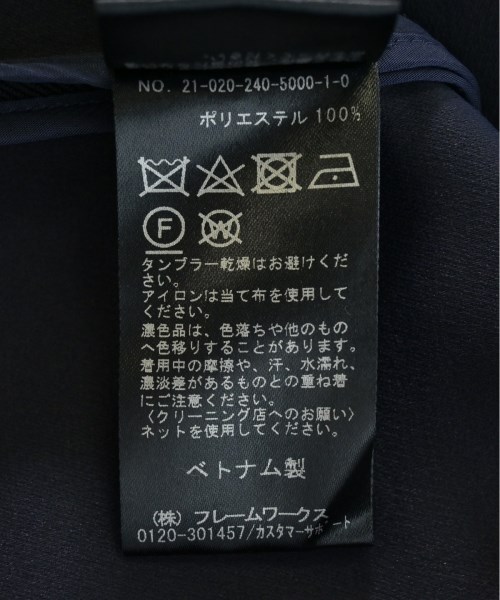 NO. 21-020-240-5000-1-0
ポリエステル 100%
F W
タンブラー乾燥はお避けくだ
さい。
アイロンは当て布を使用して
ください。
濃色品は、色落ちや他のもの
へ色移りすることがあります。
着用中の摩擦や、汗、水濡れ、
濃淡差があるものとの重ね着
にご注意ください。
〈クリーニング店へのお願い〉
ネットを使用してください。
ベトナム製
(株) フレームワークス
0120-301457/カスタマーサポート